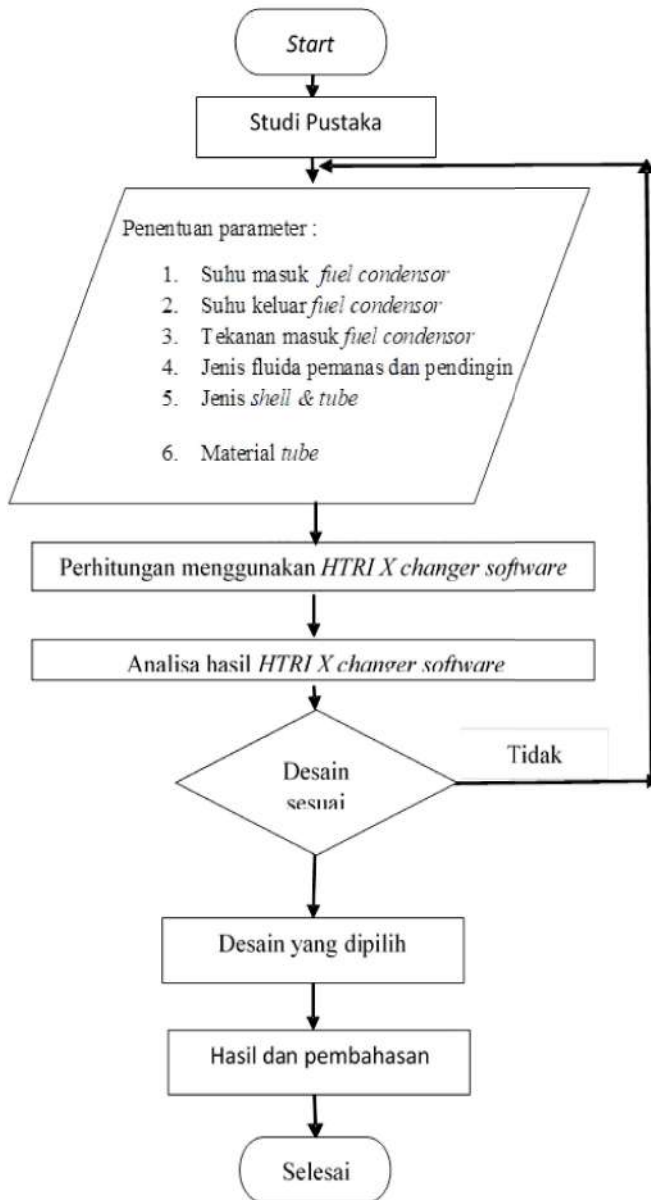 Start
Studi Pustaka
Penentuan parameter :
1. Suhu masuk fuel condensor
2. Suhu keluar fuel condensor
3. Tekanan masuk fuel condensor
4. Jenis fluida pemanas dan pendingin
5. Jenis shell & tube
6. Material tube
Perhitungan menggunakan HTRI X changer software
Analisa hasil HTRI X changer software
Desain
sesuai
Tidak
Desain yang dipilih
Hasil dan pembahasan
Selesai